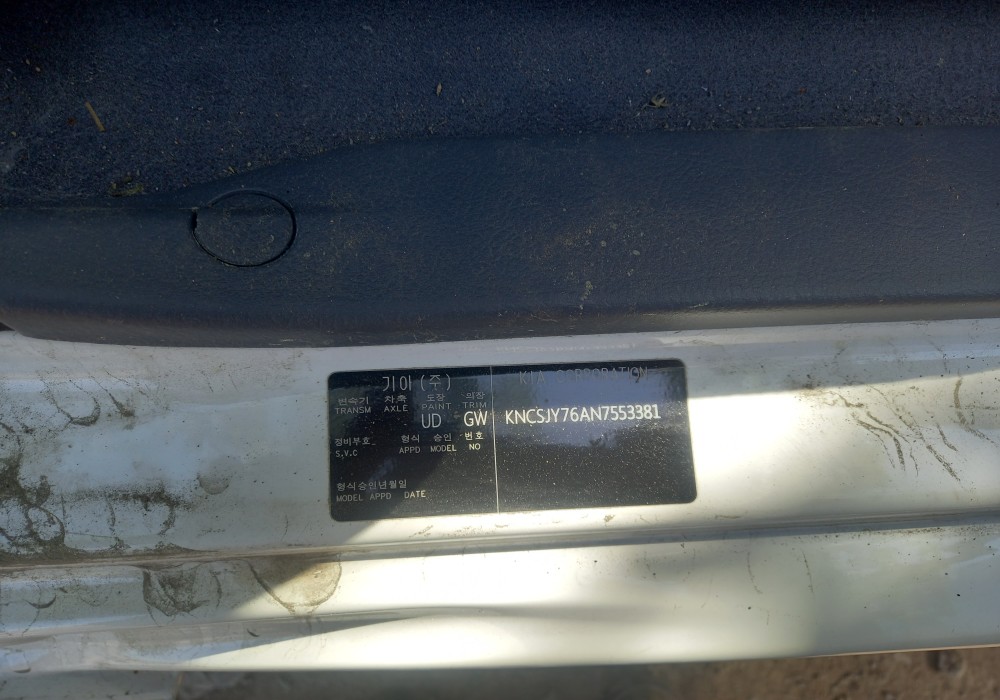 기아 (주)
변속기 차축 도장 의장
TRANSM AXLE PAINT TRIM
UD GW
정비부호 형식 승인 번호
S.V.C APPD MODEL NO
형식승인년월일
MODEL APPD DATE
KIA CORPORATION
KNCSJY76AN7553381